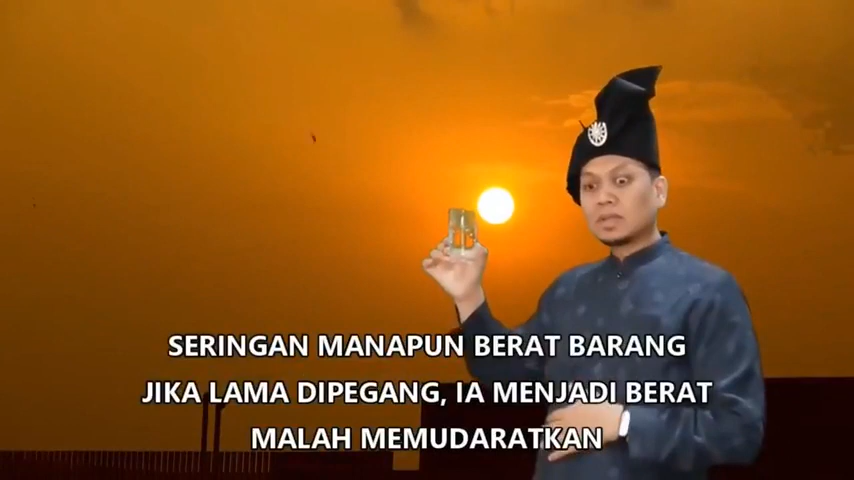 SERINGAN MANAPUN BERAT BARANG
JIKA LAMA DIPEGANG, IA MENJADI BERAT
MALAH MEMUDARATKAN